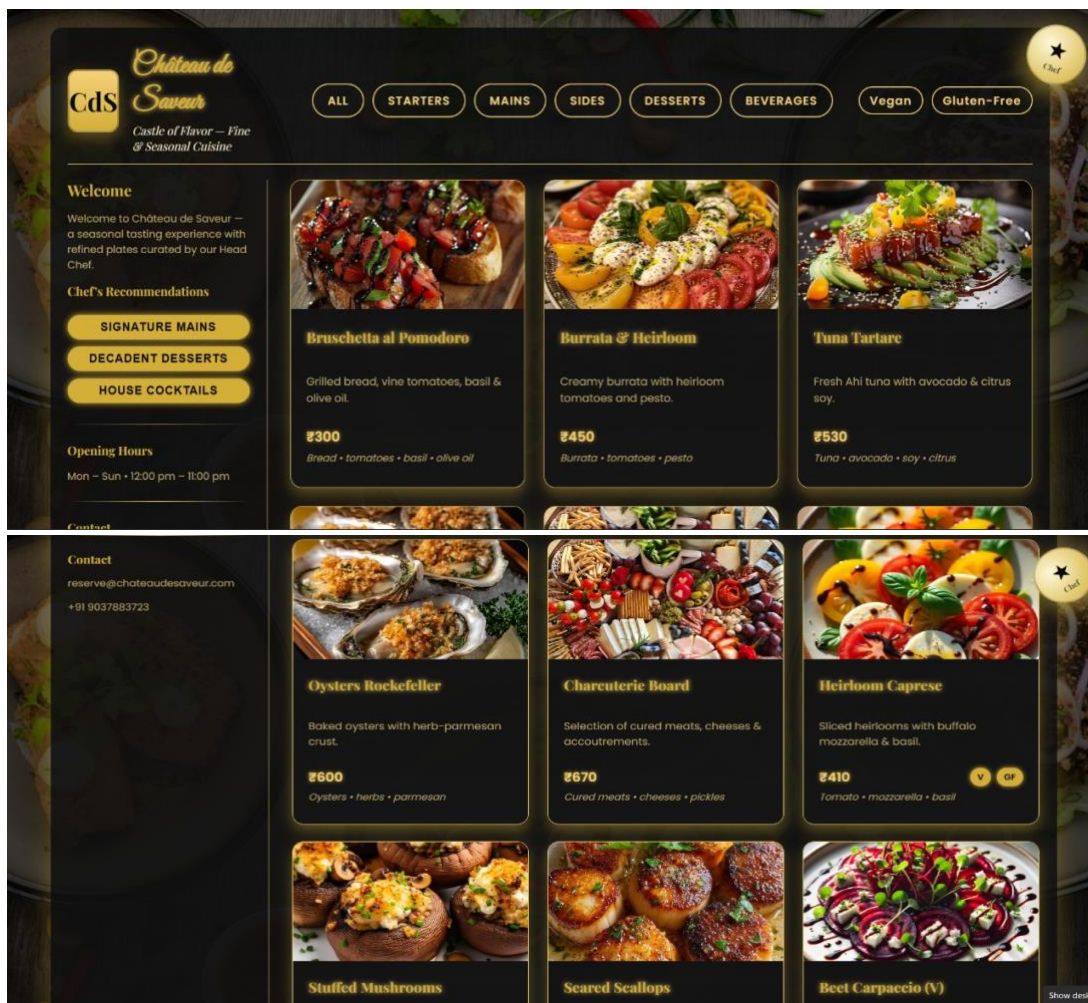 Château de
Saveur
CdS
Castle of Flavor — Fine
& Seasonal Cuisine
ALL
STARTERS
MAINS
SIDES
DESSERTS
BEVERAGES
Vegan
Gluten-Free
★
Chef
Welcome
Welcome to Château de Saveur —
a seasonal tasting experience with
refined plates curated by our Head
Chef.
Chef's Recommendations
SIGNATURE MAINS
DECADENT DESSERTS
HOUSE COCKTAILS
Opening Hours
Mon – Sun • 12:00 pm – 11:00 pm
Contact
Bruschetta al Pomodoro
Grilled bread, vine tomatoes, basil &
olive oil.
₹300
Bread • tomatoes • basil • olive oil
Burrata & Heirloom
Creamy burrata with heirloom
tomatoes and pesto.
₹450
Burrata • tomatoes • pesto
Tuna Tartare
Fresh Ahi tuna with avocado & citrus
soy.
₹530
Tuna • avocado • soy • citrus
Contact
reserve@chateaudesaveur.com
+91 9037883723
★
Chef
Oysters Rockefeller
Baked oysters with herb-parmesan
crust.
₹600
Oysters • herbs • parmesan
Charcuterie Board
Selection of cured meats, cheeses &
accoutrements.
₹670
Cured meats • cheeses • pickles
Heirloom Caprese
Sliced heirlooms with buffalo
mozzarella & basil.
₹410
V
GF
Tomato • mozzarella • basil
Stuffed Mushrooms
Seared Scallops
Beet Carpaccio (V)
Show des